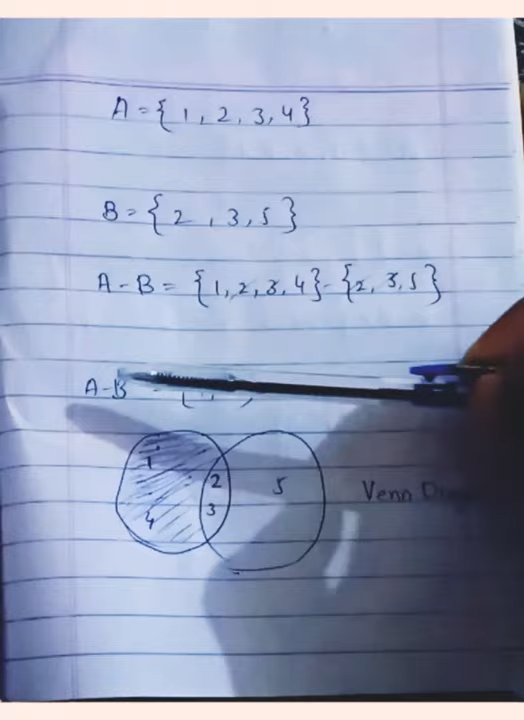 A = { 1, 2, 3, 4 }
B = { 2, 3, 5 }
A - B = { 1, 2, 3, 4 } - { 2, 3, 5 }
A - B =
1
2
5
Venn
3
4